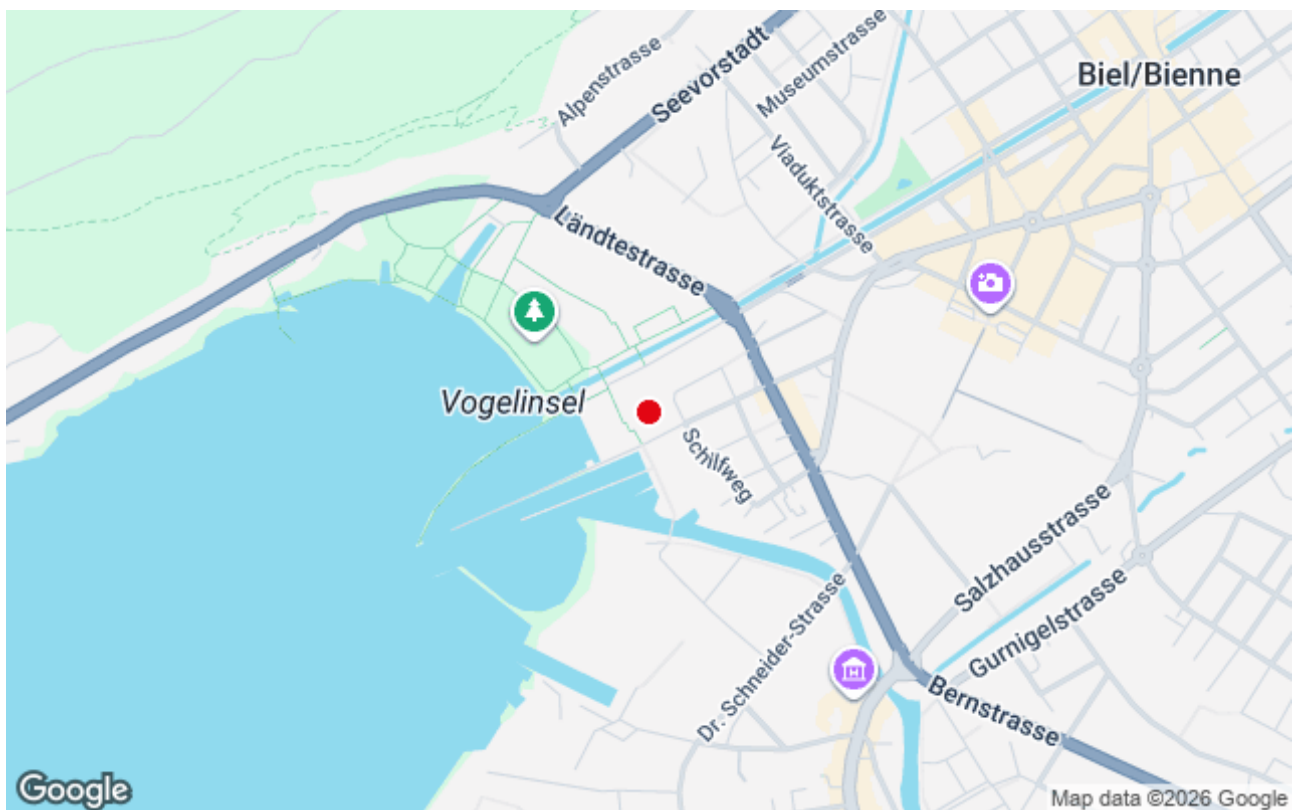 Alpenstrasse
Seevorstadt
Museumstrasse
Biel/Bienne
Viaduktstrasse
Ländtestrasse
Vogelinsel
Schilfweg
Salzhausstrasse
Gurnigelstrasse
Dr. Schneider-Strasse
Bernstrasse
Google
Map data ©2026 Google